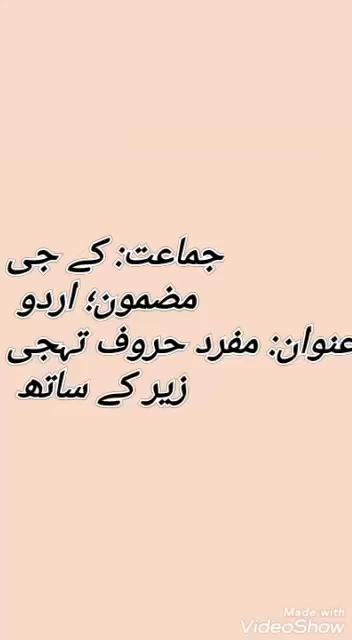 جماعت: کے جی
مضمون؛ اردو
عنوان: مفرد حروف تہجی
زیر کے ساتھ
Made with
VideoShow